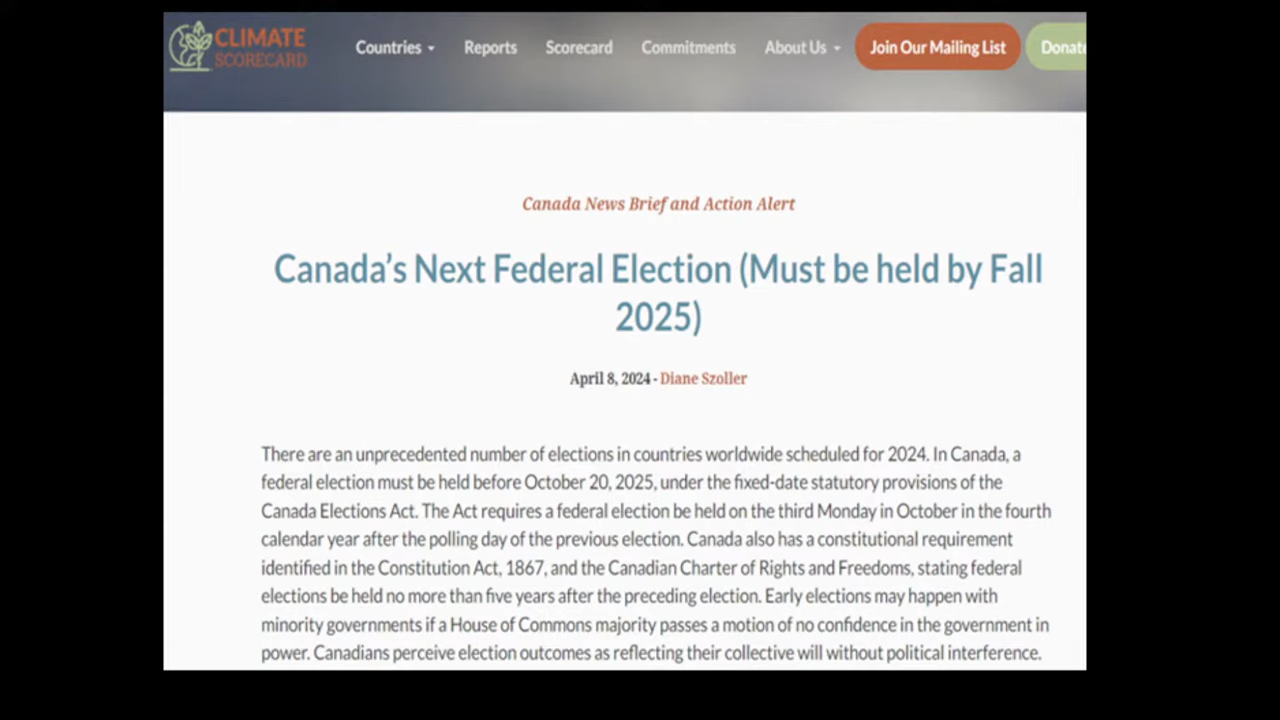 CLIMATE
SCORECARD
Countries
Reports
Scorecard
Commitments
About Us
Join Our Mailing List
Donate
Canada News Brief and Action Alert
Canada’s Next Federal Election (Must be held by Fall
2025)
April 8, 2024 - Diane Szoller
There are an unprecedented number of elections in countries worldwide scheduled for 2024. In Canada, a
federal election must be held before October 20, 2025, under the fixed-date statutory provisions of the
Canada Elections Act. The Act requires a federal election be held on the third Monday in October in the fourth
calendar year after the polling day of the previous election. Canada also has a constitutional requirement
identified in the Constitution Act, 1867, and the Canadian Charter of Rights and Freedoms, stating federal
elections be held no more than five years after the preceding election. Early elections may happen with
minority governments if a House of Commons majority passes a motion of no confidence in the government in
power. Canadians perceive election outcomes as reflecting their collective will without political interference.